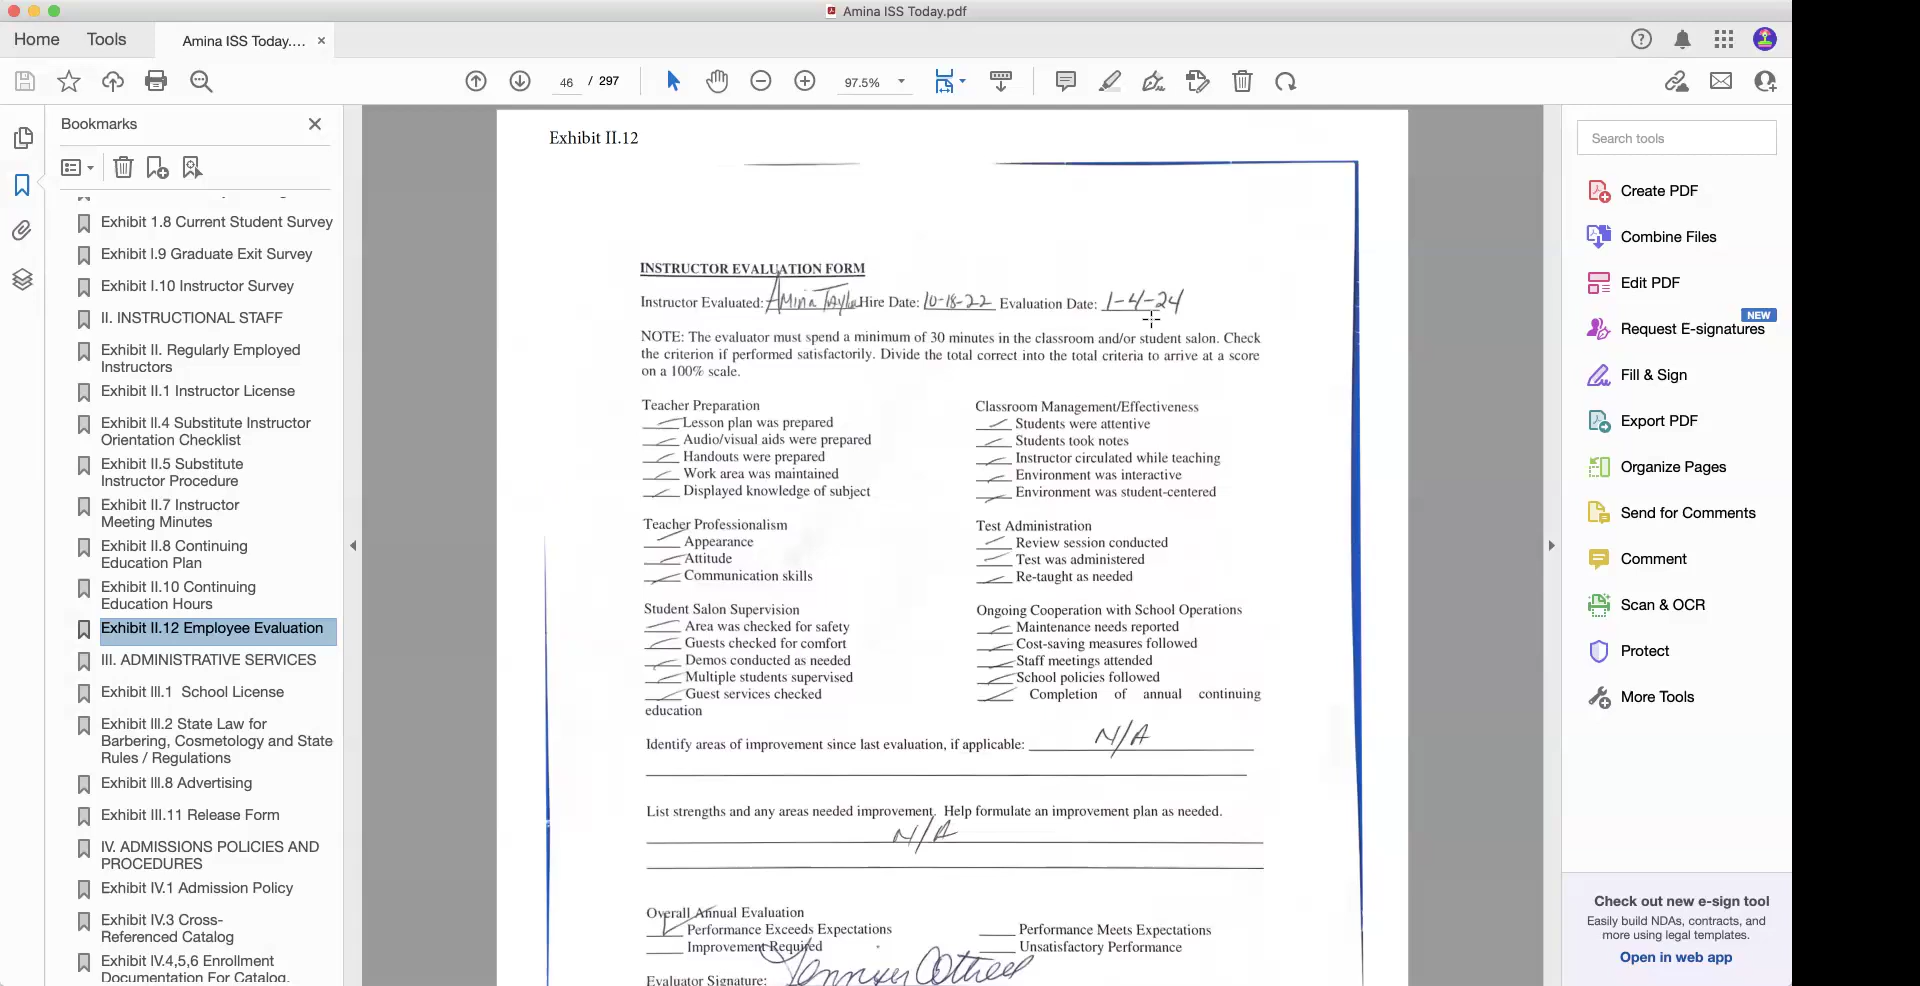 Amina ISS Today.pdf
Home
Tools
Amina ISS Today....
46 / 297
97.5%
Bookmarks
Exhibit 1.8 Current Student Survey
Exhibit I.9 Graduate Exit Survey
Exhibit I.10 Instructor Survey
II. INSTRUCTIONAL STAFF
Exhibit II. Regularly Employed
Instructors
Exhibit II.1 Instructor License
Exhibit II.4 Substitute Instructor
Orientation Checklist
Exhibit II.5 Substitute
Instructor Procedure
Exhibit II.7 Instructor
Meeting Minutes
Exhibit II.8 Continuing
Education Plan
Exhibit II.10 Continuing
Education Hours
Exhibit II.12 Employee Evaluation
III. ADMINISTRATIVE SERVICES
Exhibit III.1 School License
Exhibit III.2 State Law for
Barbering, Cosmetology and State
Rules / Regulations
Exhibit III.8 Advertising
Exhibit III.11 Release Form
IV. ADMISSIONS POLICIES AND
PROCEDURES
Exhibit IV.1 Admission Policy
Exhibit IV.3 Cross-
Referenced Catalog
Exhibit IV.4,5,6 Enrollment
Documentation For Catalog,
Exhibit II.12
INSTRUCTOR EVALUATION FORM
Instructor Evaluated: Amina Hire Date: 10-18-22 Evaluation Date: 1-4-24
NOTE: The evaluator must spend a minimum of 30 minutes in the classroom and/or student salon. Check
the criterion if performed satisfactorily. Divide the total correct into the total criteria to arrive at a score
on a 100% scale.
Teacher Preparation
Lesson plan was prepared
Audio/visual aids were prepared
Handouts were prepared
Work area was maintained
Displayed knowledge of subject
Classroom Management/Effectiveness
Students were attentive
Students took notes
Instructor circulated while teaching
Environment was interactive
Environment was student-centered
Teacher Professionalism
Appearance
Attitude
Communication skills
Test Administration
Review session conducted
Test was administered
Re-taught as needed
Student Salon Supervision
Area was checked for safety
Guests checked for comfort
Demos conducted as needed
Multiple students supervised
Guest services checked
Ongoing Cooperation with School Operations
Maintenance needs reported
Cost-saving measures followed
Staff meetings attended
School policies followed
Completion of annual continuing
education
Identify areas of improvement since last evaluation, if applicable: N/A
List strengths and any areas needed improvement. Help formulate an improvement plan as needed.
N/A
Overall Annual Evaluation
Performance Exceeds Expectations
Improvement Required
Performance Meets Expectations
Unsatisfactory Performance
Evaluator Signature: Jennifer
Search tools
Create PDF
Combine Files
Edit PDF
NEW
Request E-signatures
Fill & Sign
Export PDF
Organize Pages
Send for Comments
Comment
Scan & OCR
Protect
More Tools
Check out new e-sign tool
Easily build NDAs, contracts, and
more using legal templates.
Open in web app